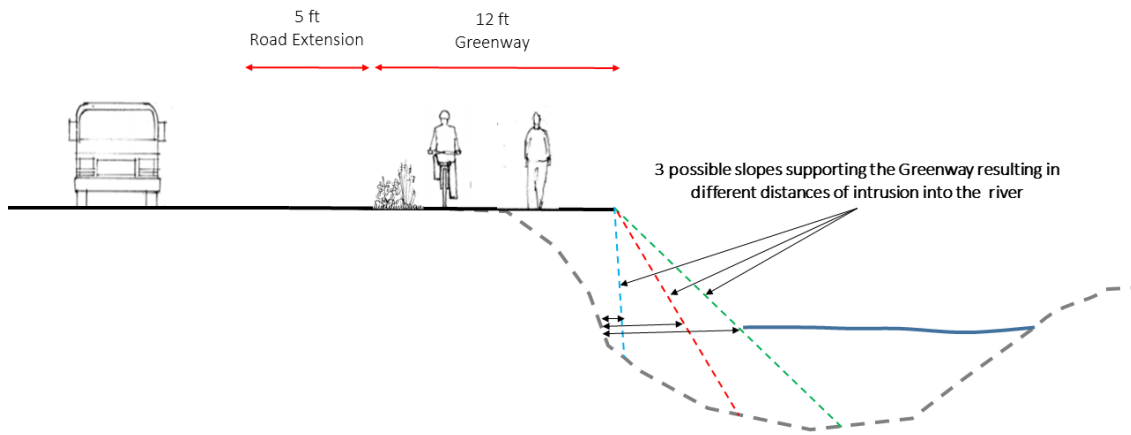 5 ft
Road Extension
12 ft
Greenway
3 possible slopes supporting the Greenway resulting in
different distances of intrusion into the river